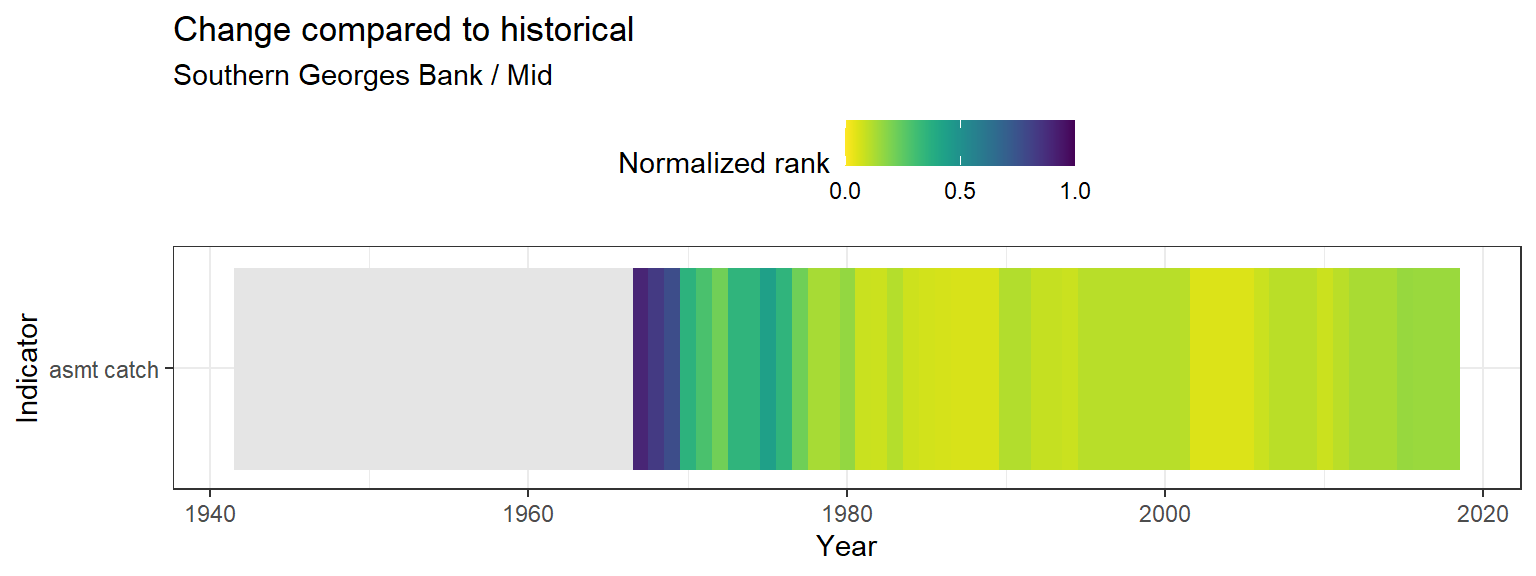 Change compared to historical
Southern Georges Bank / Mid
Normalized rank
0.0 0.5 1.0
Indicator
asmt catch
1940 1960 1980 2000 2020
Year